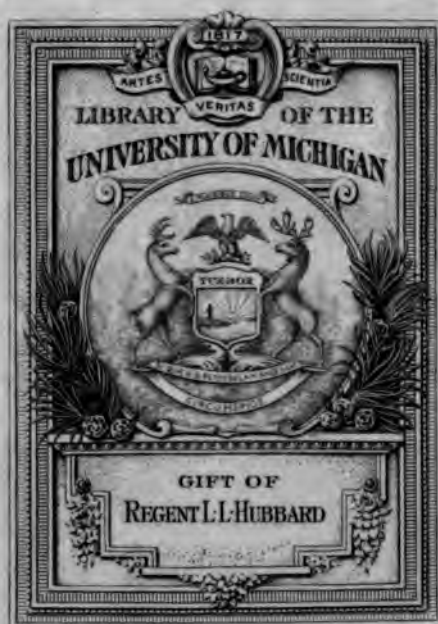 1817
ARTES SCIENTIA
VERITAS
LIBRARY OF THE
UNIVERSITY OF MICHIGAN
TUEBOR
CIRCUMSPICE
GIFT OF
REGENT L·L·HUBBARD